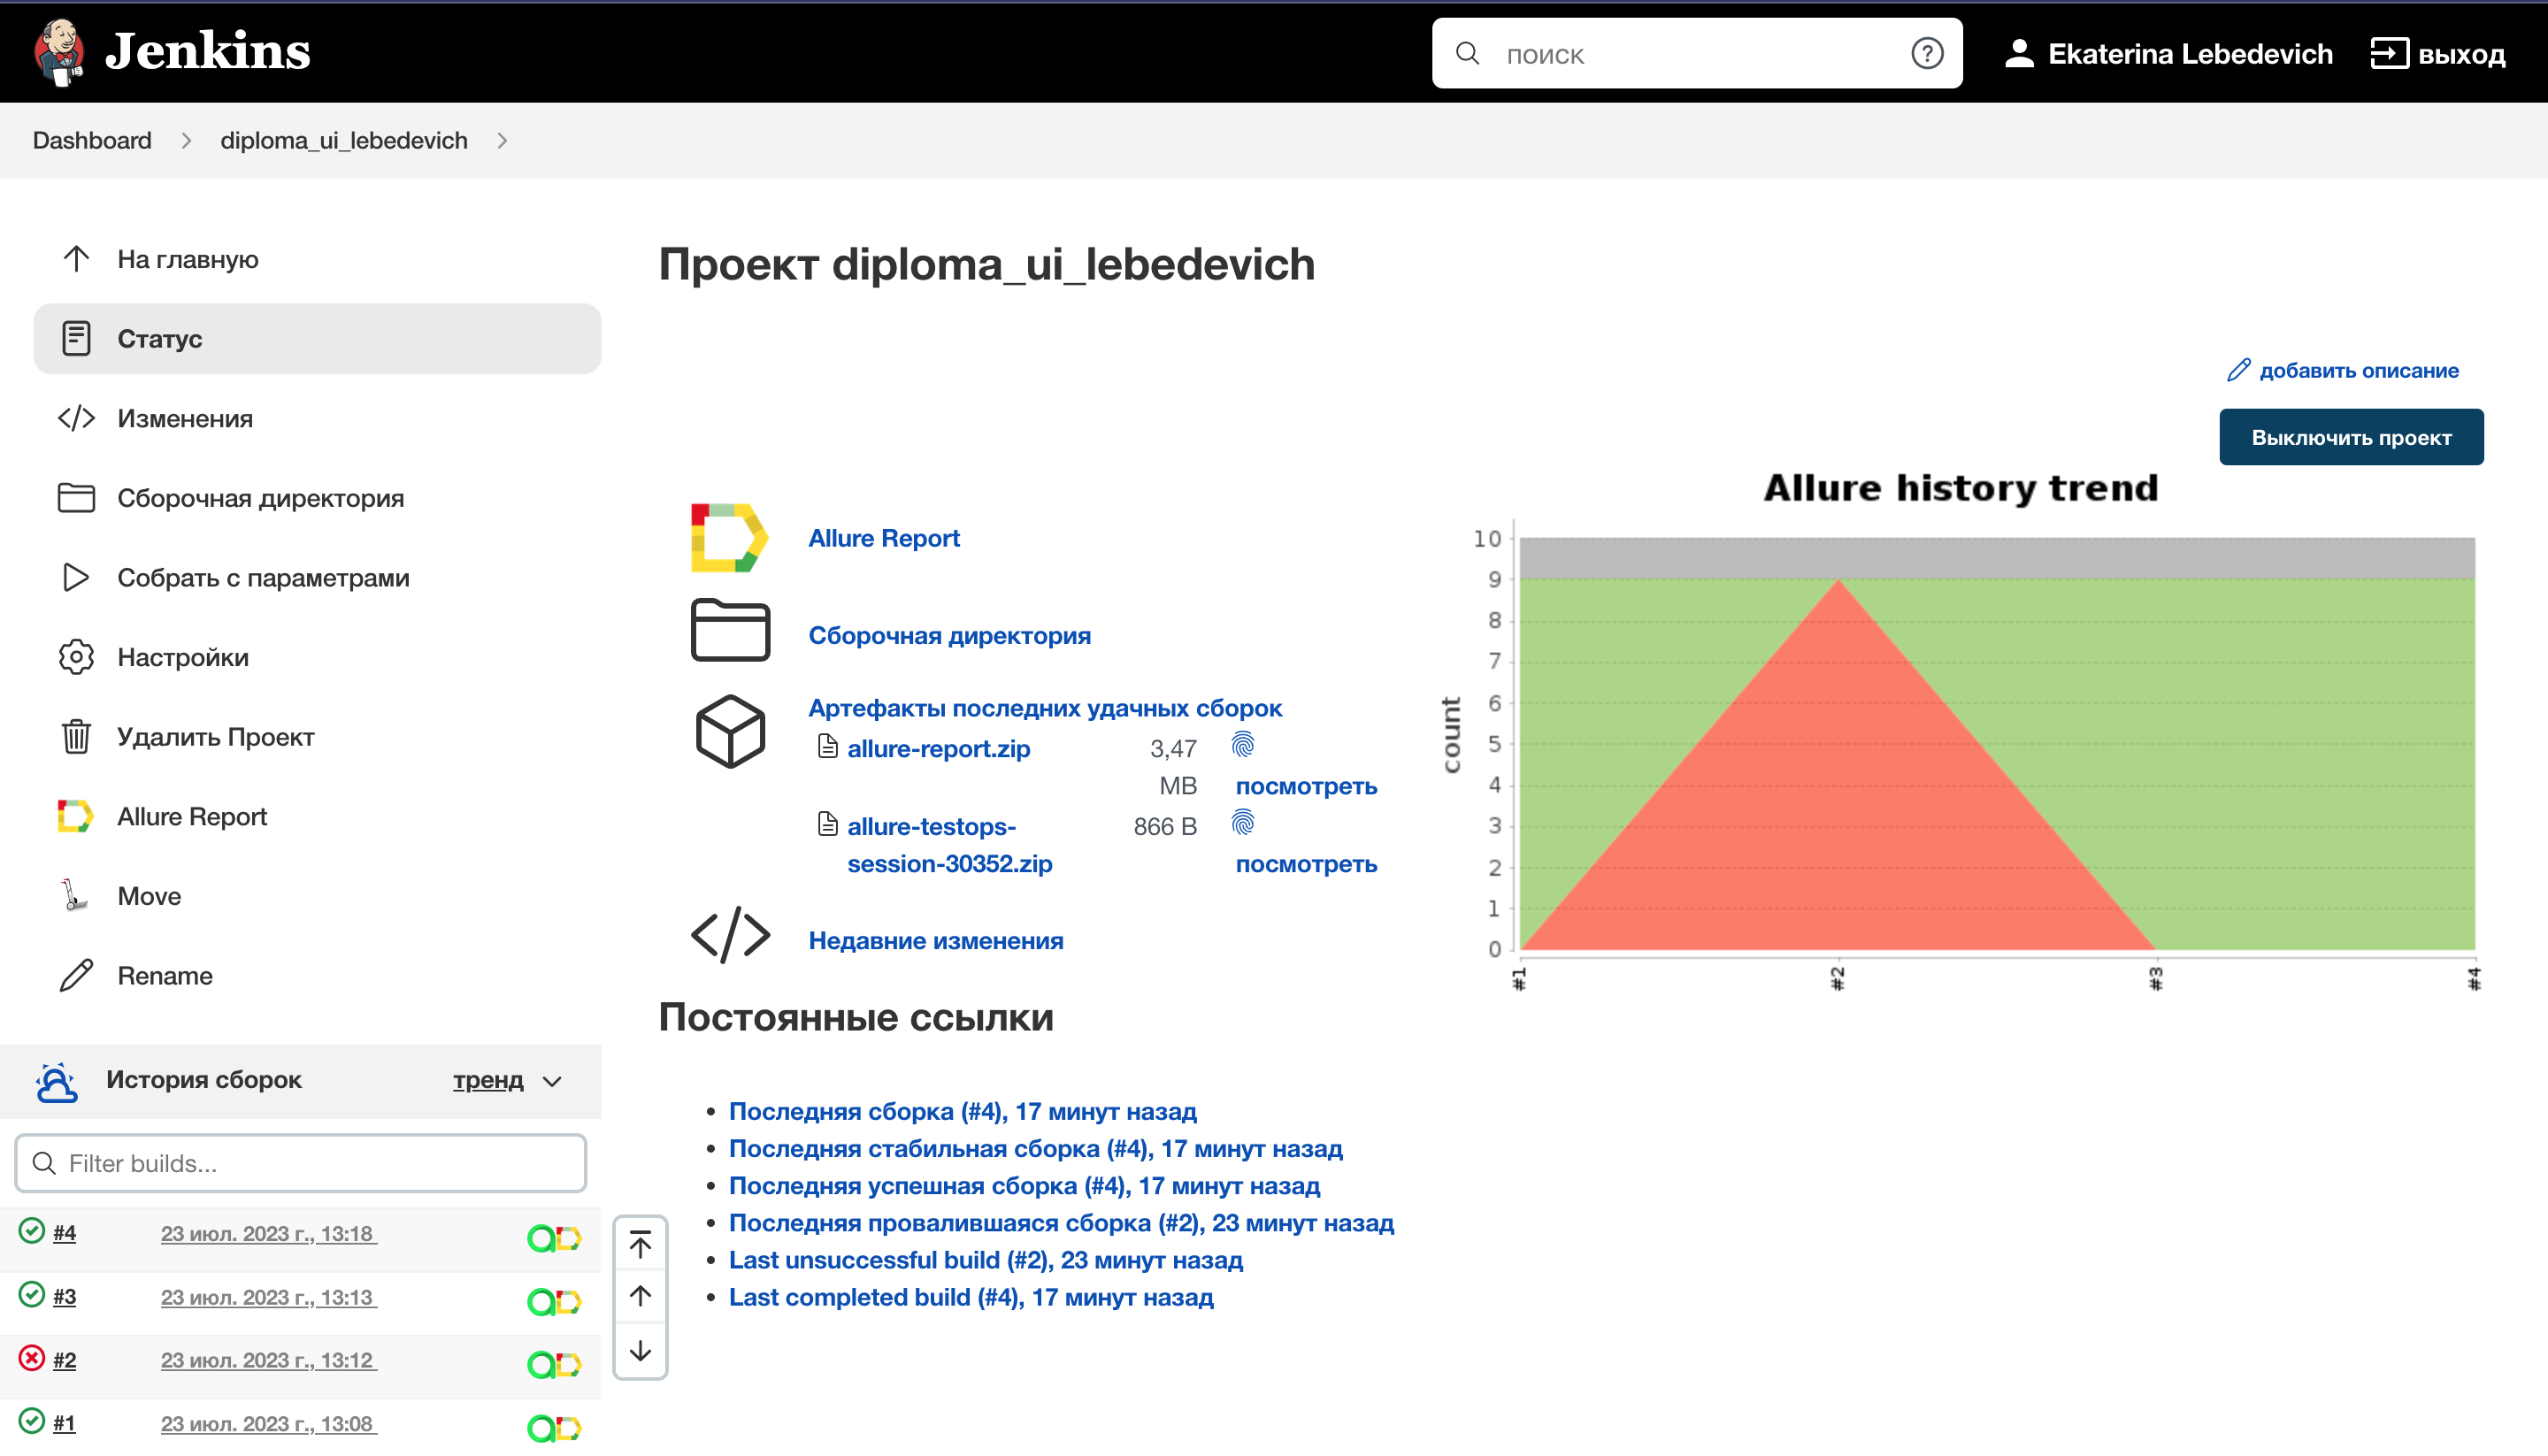 Jenkins
поиск
Ekaterina Lebedevich
выход
Dashboard
diploma_ui_lebedevich
На главную
Статус
Изменения
Сборочная директория
Собрать с параметрами
Настройки
Удалить Проект
Allure Report
Move
Rename
История сборок
тренд
Filter builds...
#4
23 июл. 2023 г., 13:18
#3
23 июл. 2023 г., 13:13
#2
23 июл. 2023 г., 13:12
#1
23 июл. 2023 г., 13:08
Проект diploma_ui_lebedevich
добавить описание
Выключить проект
Allure Report
Сборочная директория
Артефакты последних удачных сборок
allure-report.zip
3,47
MB
посмотреть
allure-testops-
866 B
session-30352.zip
посмотреть
Недавние изменения
Allure history trend
count
10
9
8
7
6
5
4
3
2
1
0
#1
#2
#3
#4
Постоянные ссылки
Последняя сборка (#4), 17 минут назад
Последняя стабильная сборка (#4), 17 минут назад
Последняя успешная сборка (#4), 17 минут назад
Последняя провалившаяся сборка (#2), 23 минут назад
Last unsuccessful build (#2), 23 минут назад
Last completed build (#4), 17 минут назад